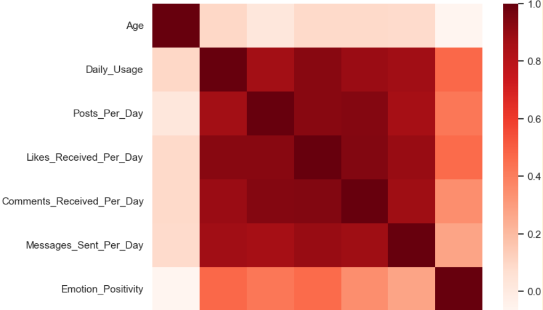 Age
Daily_Usage
Posts_Per_Day
Likes_Received_Per_Day
Comments_Received_Per_Day
Messages_Sent_Per_Day
Emotion_Positivity
1.0
0.8
0.6
0.4
0.2
0.0